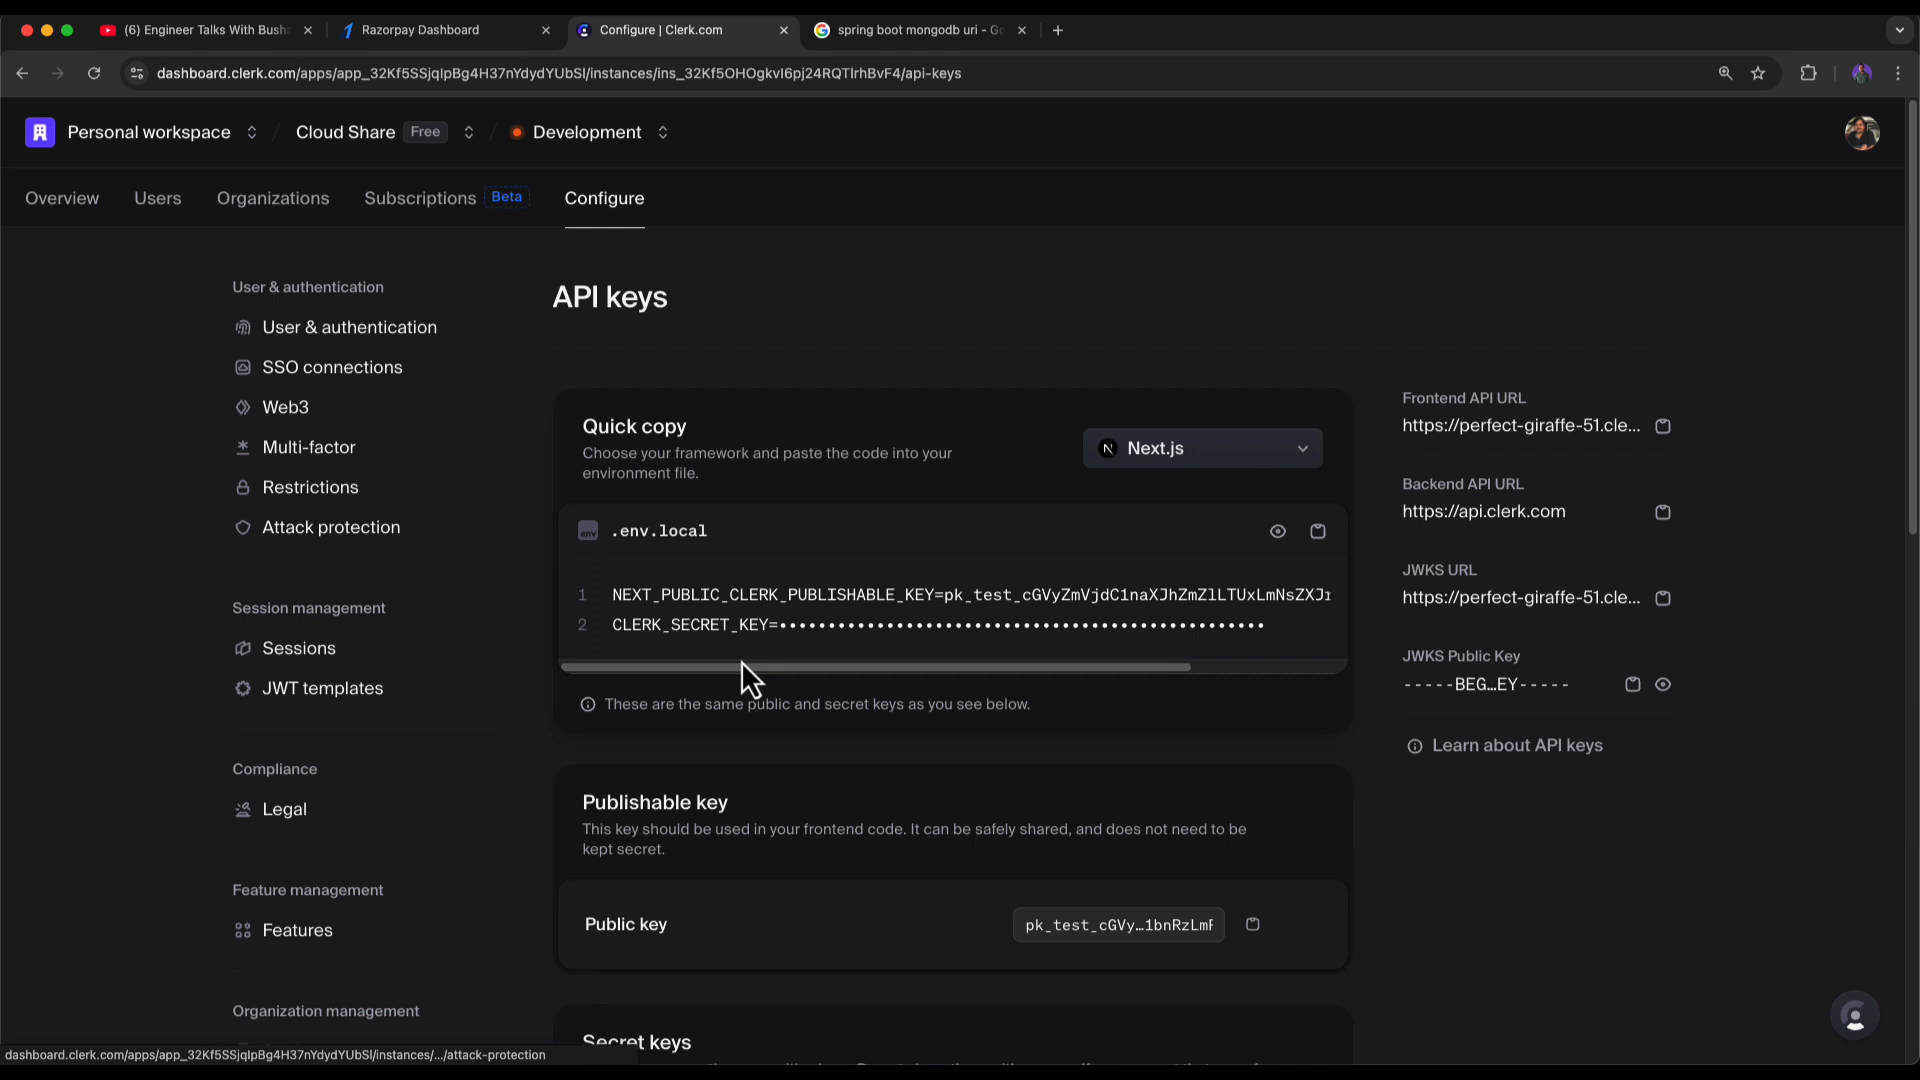 (6) Engineer Talks With Bush
Razorpay Dashboard
Configure | Clerk.com
spring boot mongodb uri - Go
dashboard.clerk.com/apps/app_32Kf5SSjqIpBg4H37nYdydYUbSI/instances/ins_32Kf5OHOgkvI6pj24RQTIrhBvF4/api-keys
Personal workspace / Cloud Share Free / Development
Overview Users Organizations Subscriptions Beta Configure
User & authentication
User & authentication
SSO connections
Web3
Multi-factor
Restrictions
Attack protection
Session management
Sessions
JWT templates
Compliance
Legal
Feature management
Features
Organization management
API keys
Quick copy
Choose your framework and paste the code into your
environment file.
Next.js
env .env.local
1 NEXT_PUBLIC_CLERK_PUBLISHABLE_KEY=pk_test_cGVyZmVjdC1naXJhZmZlLTUxLmNsZXJr
2 CLERK_SECRET_KEY=••••••••••••••••••••••••••••••••••••••••••••••••••
These are the same public and secret keys as you see below.
Publishable key
This key should be used in your frontend code. It can be safely shared, and does not need to be
kept secret.
Public key
pk_test_cGVy…1bnRzLmF
Secret keys
Frontend API URL
https://perfect-giraffe-51.cle...
Backend API URL
https://api.clerk.com
JWKS URL
https://perfect-giraffe-51.cle...
JWKS Public Key
-----BEG…EY-----
Learn about API keys
dashboard.clerk.com/apps/app_32Kf5SSjqIpBg4H37nYdydYUbSI/instances/.../attack-protection